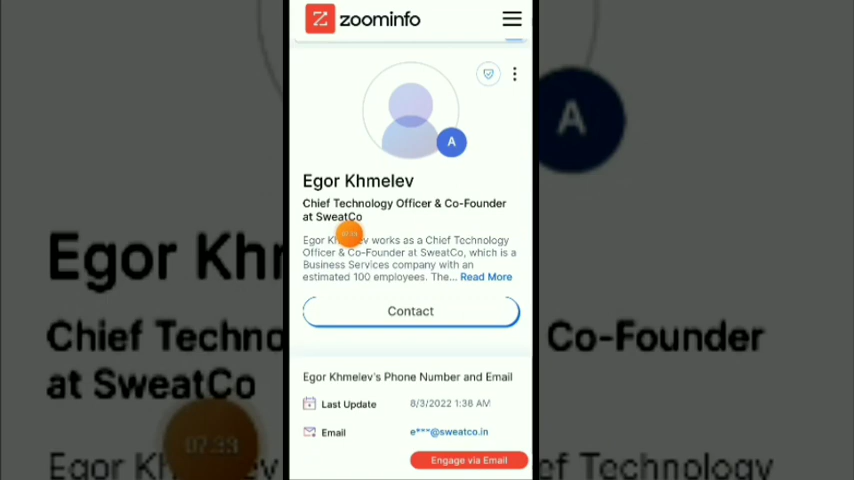 zoominfo
A
Egor Khmelev
Chief Technology Officer & Co-Founder
at SweatCo
Egor works as a Chief Technology
Officer & Co-Founder at SweatCo, which is a
Business Services company with an
estimated 100 employees. The... Read More
Contact
Egor Khmelev's Phone Number and Email
Last Update 8/3/2022 1:38 AM
Email e***@sweatco.in
Engage via Email
A
Egor Kh
Chief Techno
Co-Founder
at SweatCo
07:33
Technology